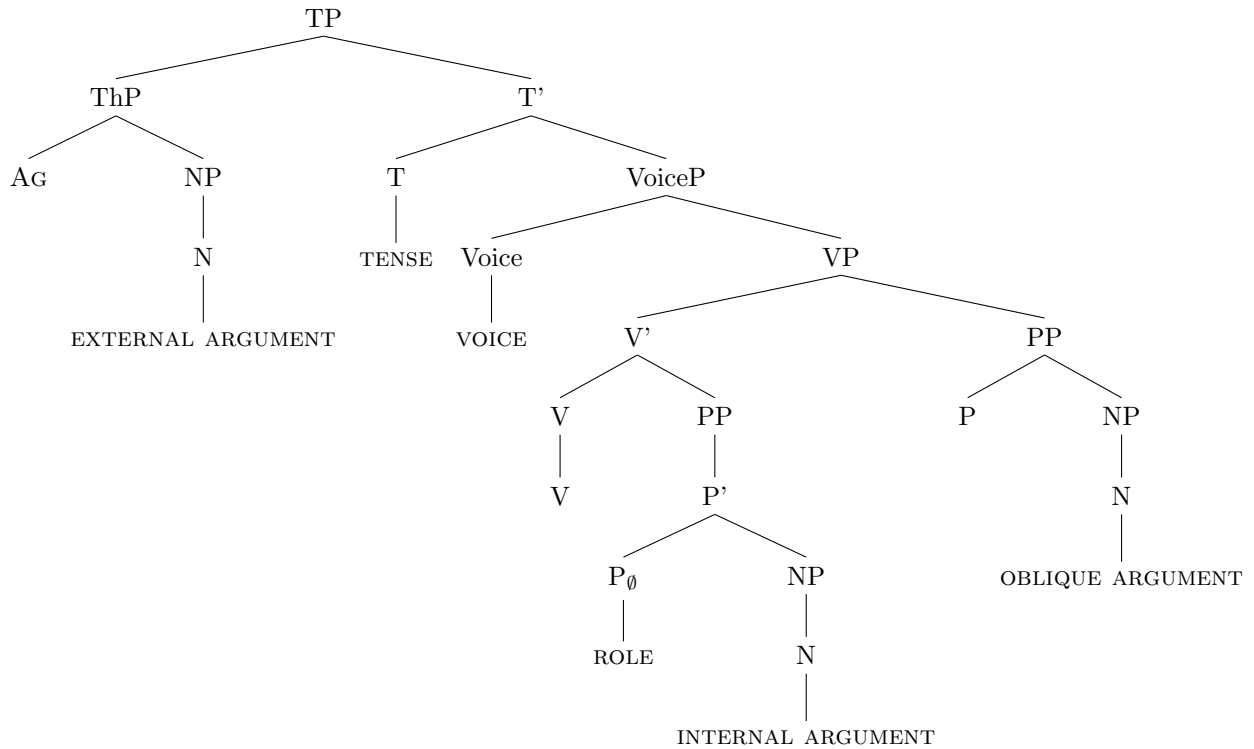 TP
ThP T’
AG NP T VoiceP
N TENSE Voice VP
EXTERNAL ARGUMENT VOICE V’ PP
V PP P NP
V P’ N
P∅ NP OBLIQUE ARGUMENT
ROLE N
INTERNAL ARGUMENT